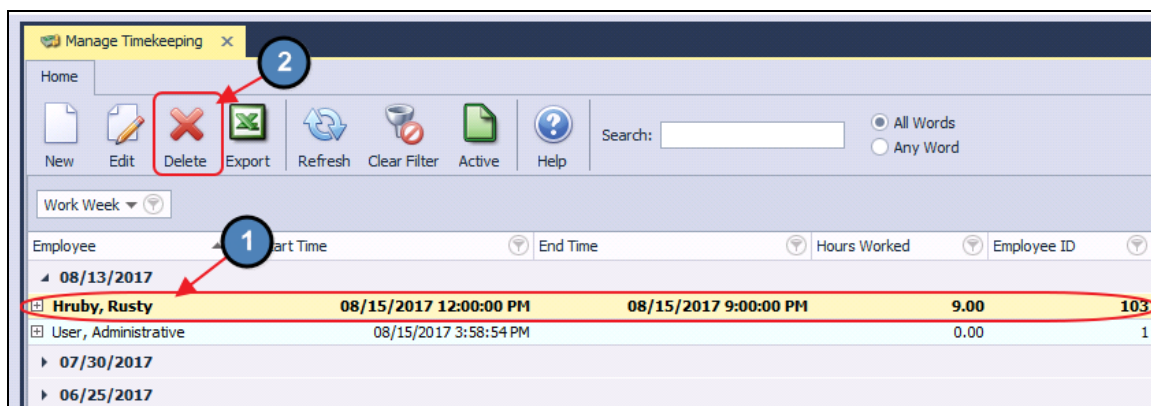 Manage Timekeeping
2
Home
New Edit Delete Export Refresh Clear Filter Active Help Search: All Words
Any Word
Work Week
1
Employee art Time End Time Hours Worked Employee ID
08/13/2017
Hruby, Rusty 08/15/2017 12:00:00 PM 08/15/2017 9:00:00 PM 9.00 103
User, Administrative 08/15/2017 3:58:54 PM 0.00 1
07/30/2017
06/25/2017